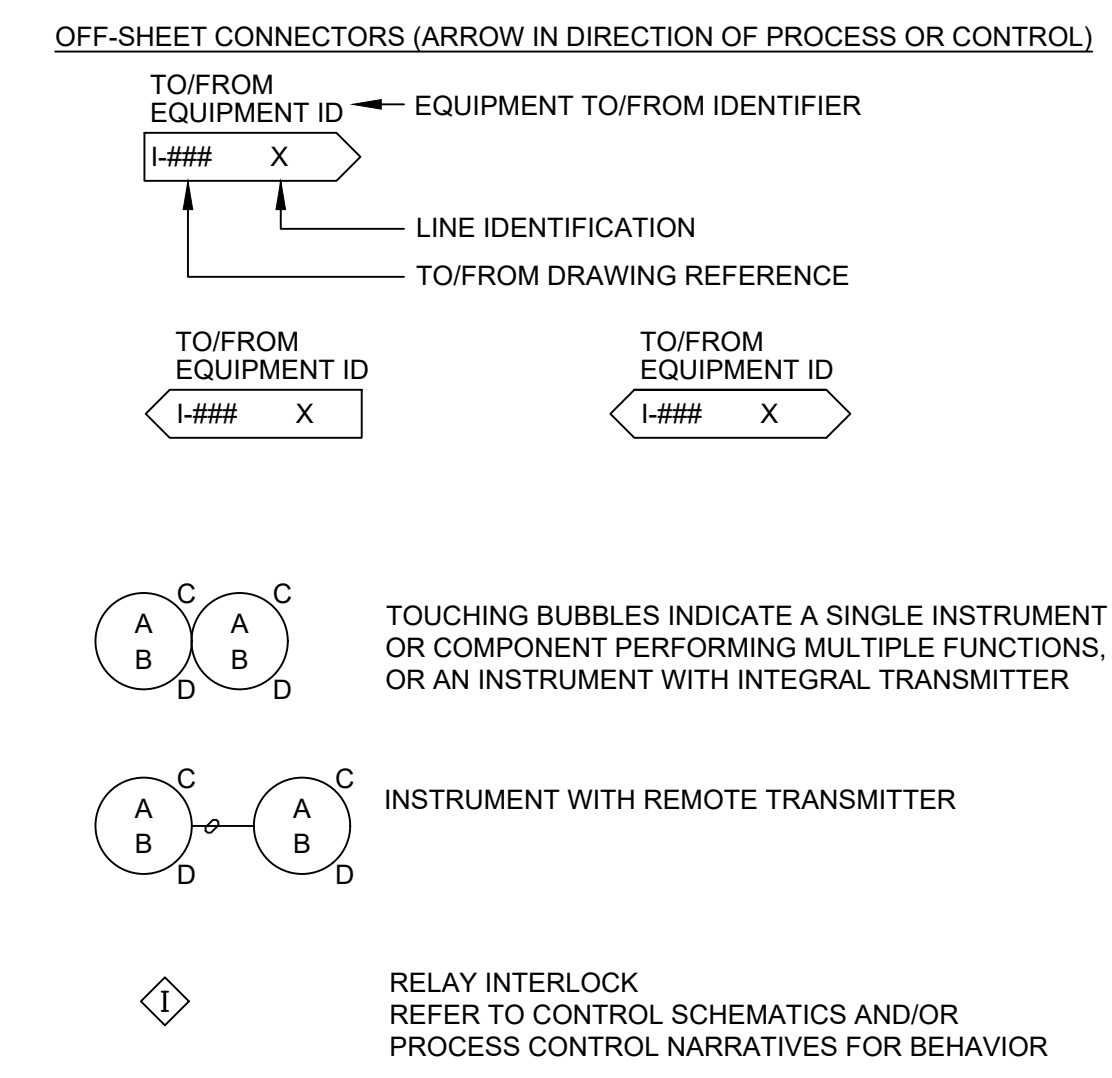 OFF-SHEET CONNECTORS (ARROW IN DIRECTION OF PROCESS OR CONTROL)
TO/FROM
EQUIPMENT ID
EQUIPMENT TO/FROM IDENTIFIER
I-### X
LINE IDENTIFICATION
TO/FROM DRAWING REFERENCE
TO/FROM
EQUIPMENT ID
I-### X
TO/FROM
EQUIPMENT ID
I-### X
C C
A A
B B
D D
TOUCHING BUBBLES INDICATE A SINGLE INSTRUMENT
OR COMPONENT PERFORMING MULTIPLE FUNCTIONS,
OR AN INSTRUMENT WITH INTEGRAL TRANSMITTER
C C
A A
B B
D D
INSTRUMENT WITH REMOTE TRANSMITTER
I
RELAY INTERLOCK
REFER TO CONTROL SCHEMATICS AND/OR
PROCESS CONTROL NARRATIVES FOR BEHAVIOR